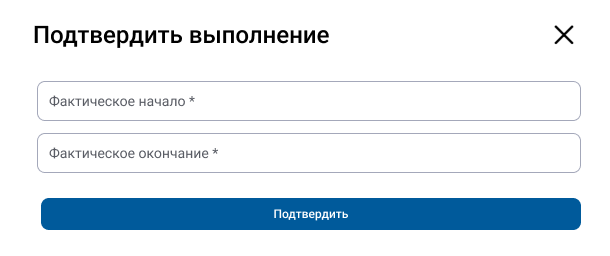 Подтвердить выполнение
Фактическое начало *
Фактическое окончание *
Подтвердить